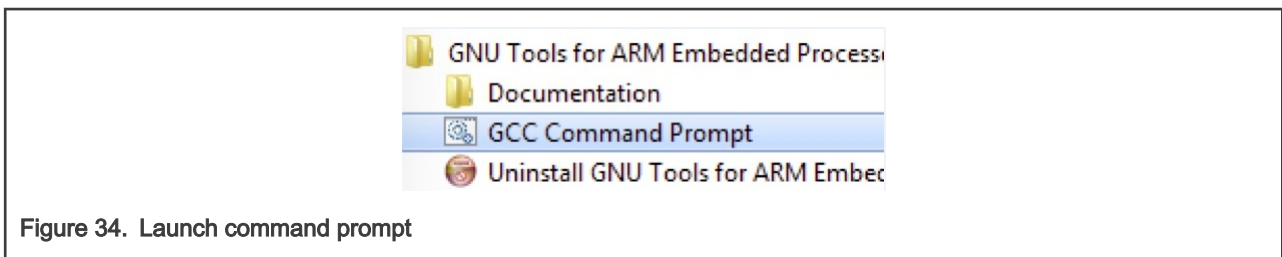 GNU Tools for ARM Embedded Process
Documentation
GCC Command Prompt
Uninstall GNU Tools for ARM Embed
Figure 34. Launch command prompt